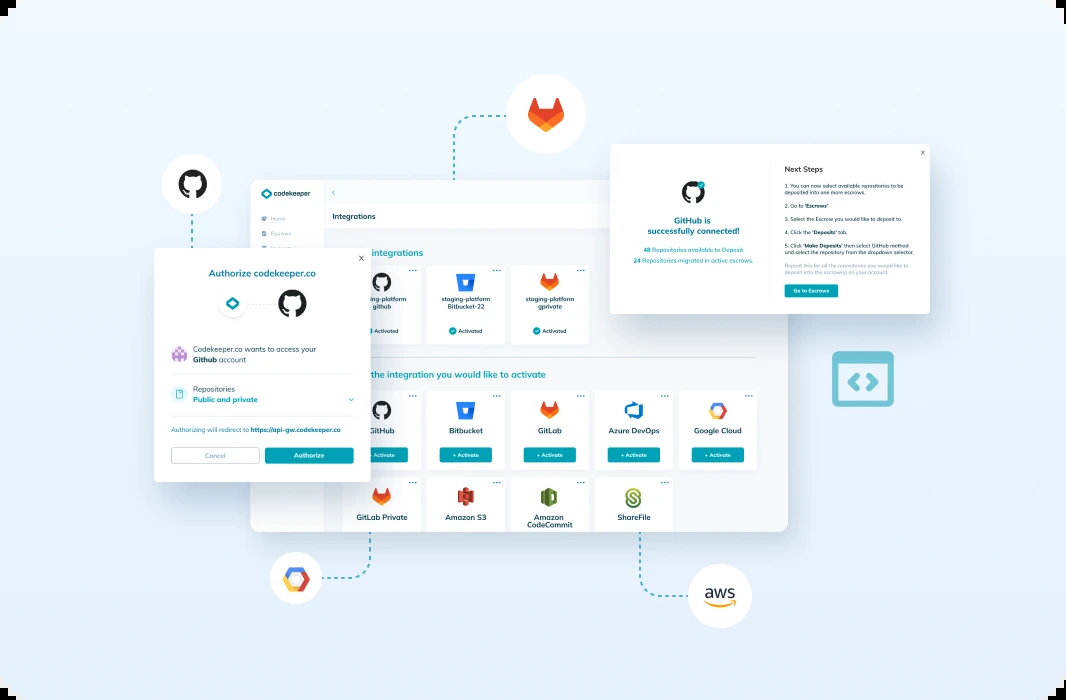 codekeeper
Home
Escrows
Deposits
Integrations
integrations
staging-platform
github
Activated
staging-platform
Bitbucket-22
Activated
staging-platform
gprivate
Activated
the integration you would like to activate
GitHub
+ Activate
Bitbucket
+ Activate
GitLab
+ Activate
Azure DevOps
+ Activate
Google Cloud
+ Activate
GitLab Private
Amazon S3
Amazon
CodeCommit
ShareFile
X
Authorize codekeeper.co
Codekeeper.co wants to access your
Github account
Repositories
Public and private
Authorizing will redirect to https://api-gw.codekeeper.co
Cancel
Authorize
X
GitHub is
successfully connected!
48 Repositories available to Deposit
24 Repositories migrated in active escrows.
Next Steps
1. You can now select available repositories to be
deposited into one more escrows.
2. Go to 'Escrows'
3. Select the Escrow you would like to deposit to.
4. Click the 'Deposits' tab.
5. Click 'Make Deposits' then select GitHub method
and select the repository from the dropdown selector.
Repeat this for all the repositories you would like to
deposit into the escrow(s) on your account.
Go to Escrows
aws